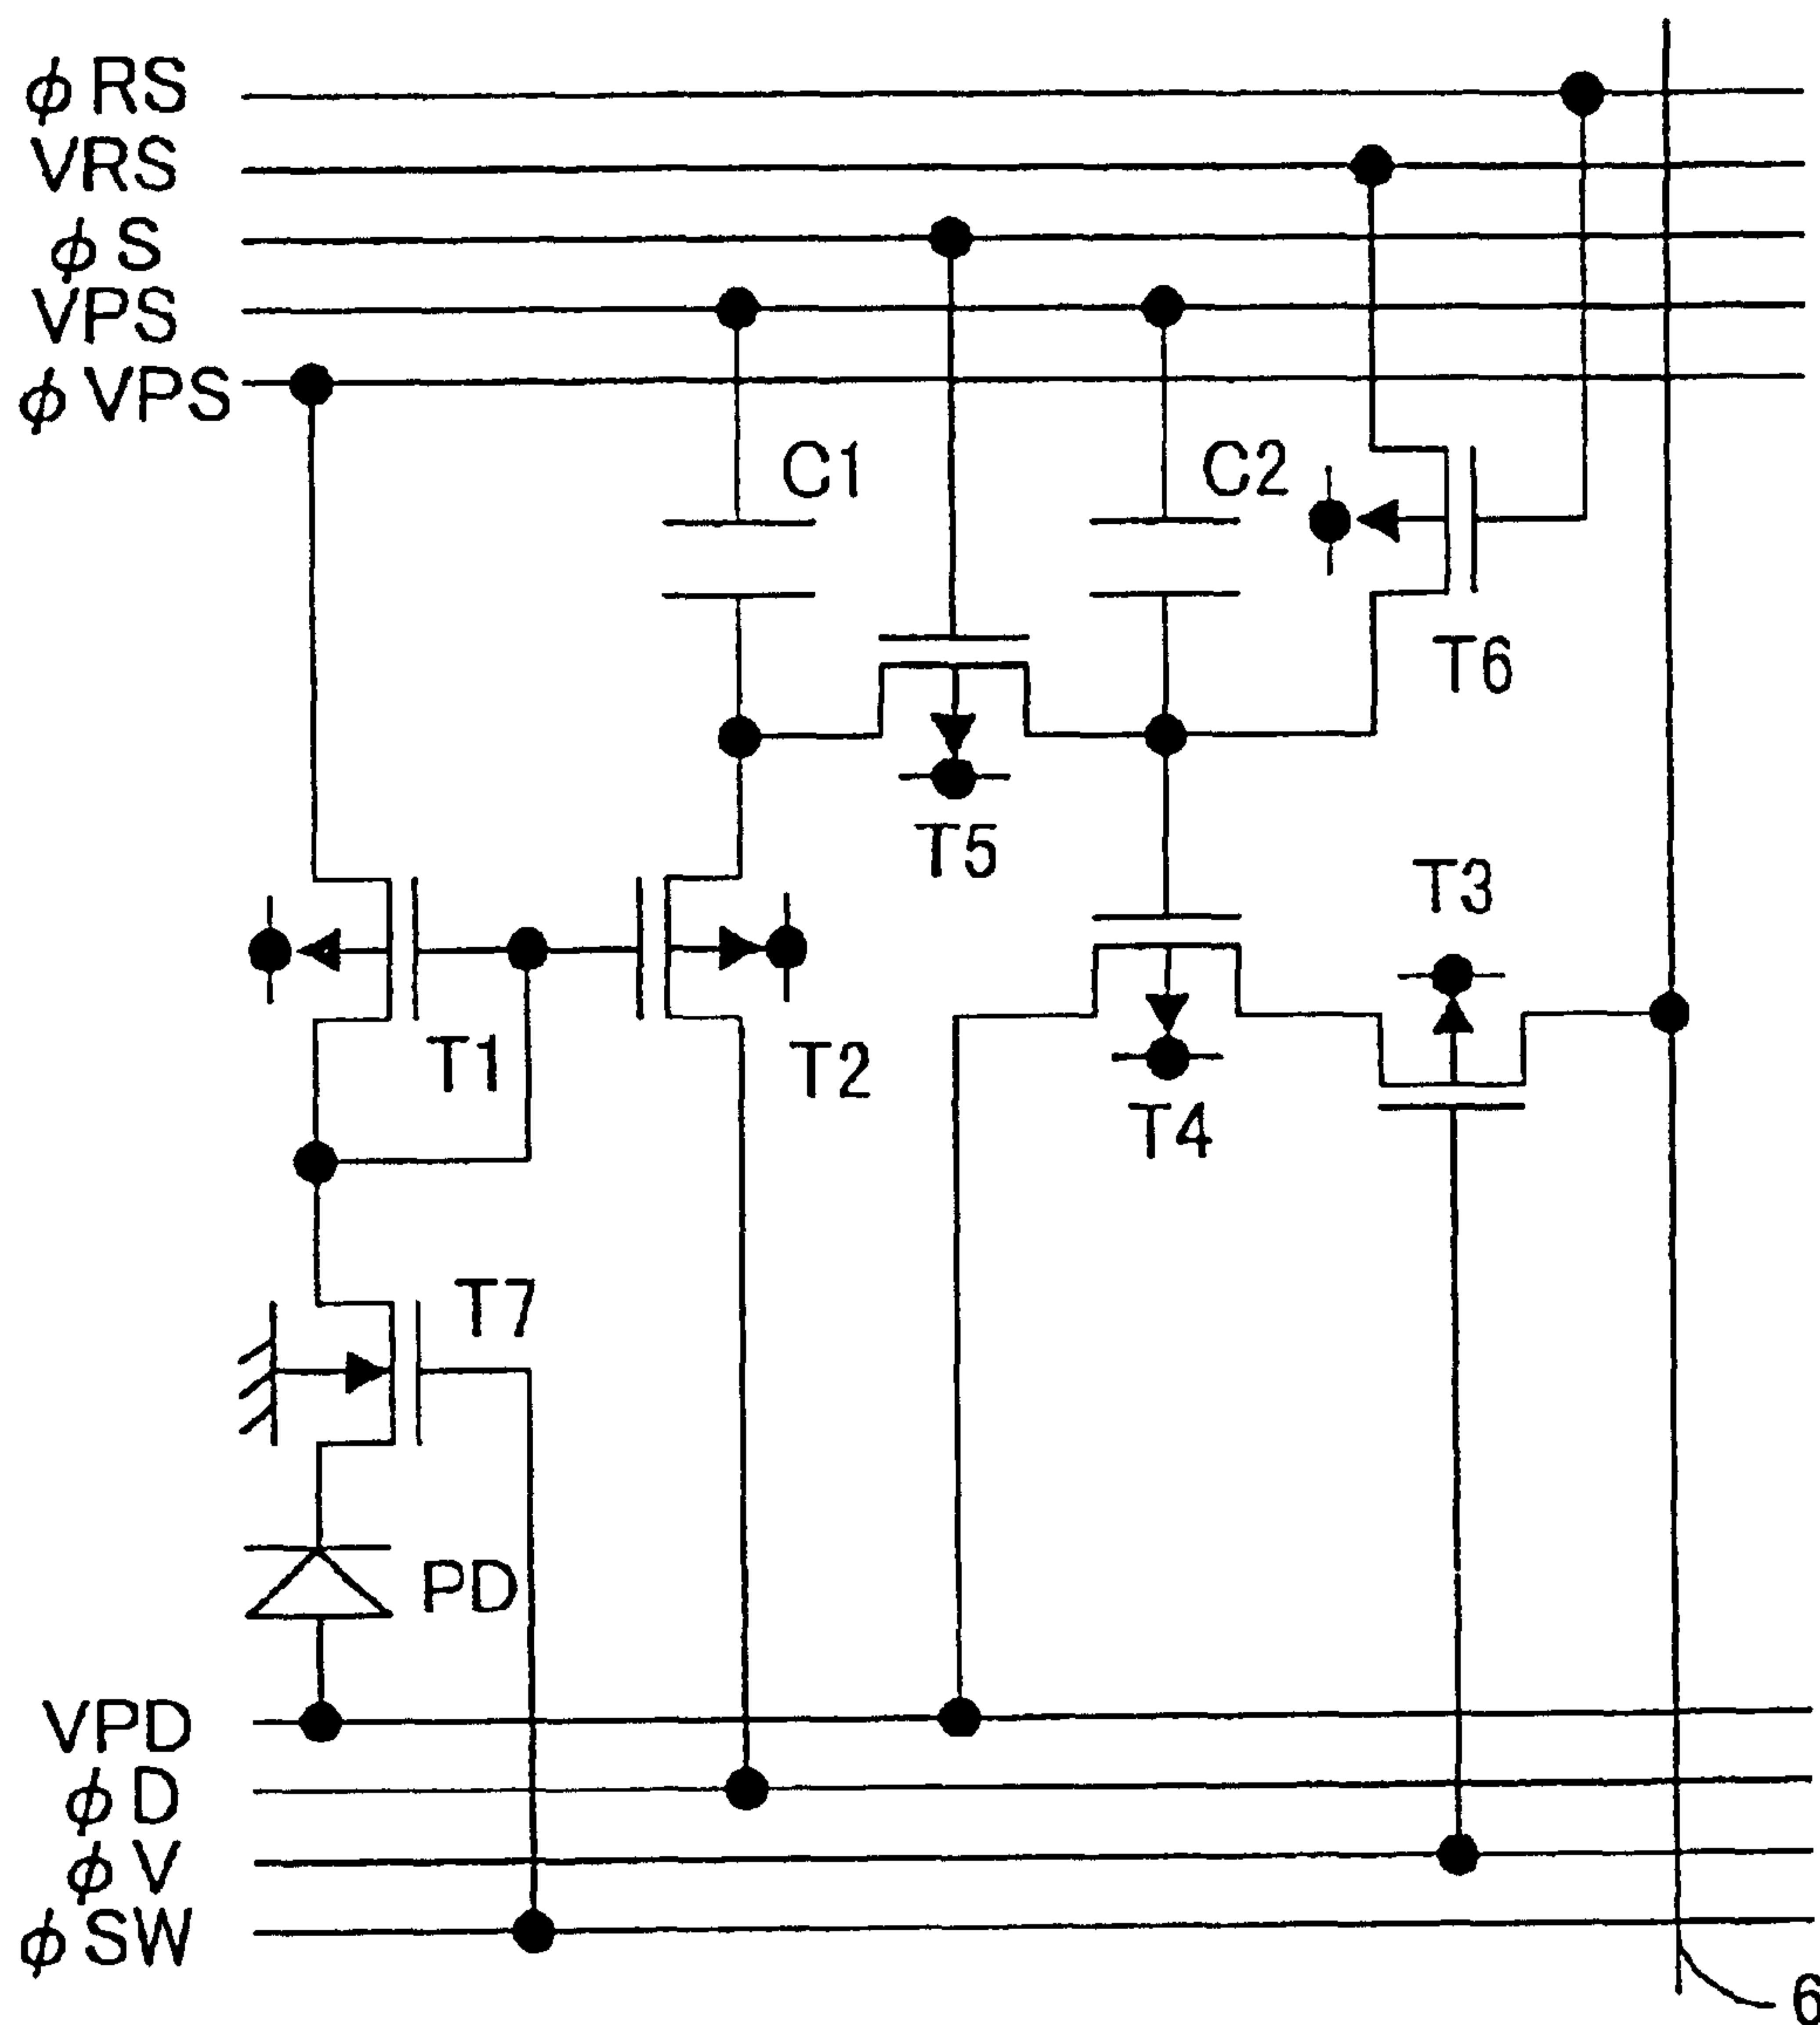 φRS
VRS
φS
VPS
φVPS
C1
C2
T6
T5
T3
T1
T2
T4
T7
PD
VPD
φD
φV
φSW
6